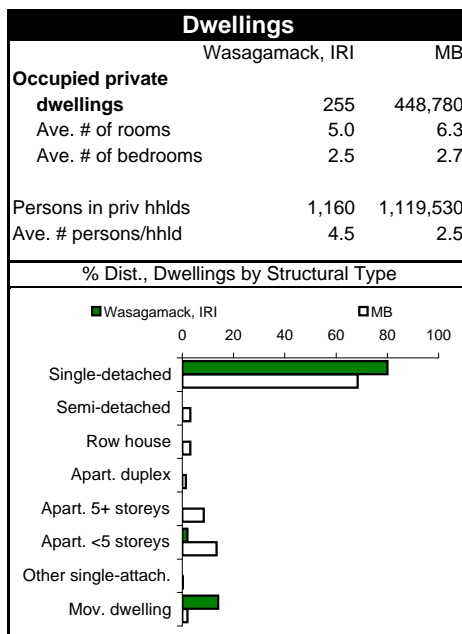 Dwellings
Wasagamack, IRI MB
Occupied private
dwellings 255 448,780
Ave. # of rooms 5.0 6.3
Ave. # of bedrooms 2.5 2.7
Persons in priv hhlds 1,160 1,119,530
Ave. # persons/hhld 4.5 2.5
% Dist., Dwellings by Structural Type
Wasagamack, IRI MB
0 20 40 60 80 100
Single-detached
Semi-detached
Row house
Apart. duplex
Apart. 5+ storeys
Apart. <5 storeys
Other single-attach.
Mov. dwelling